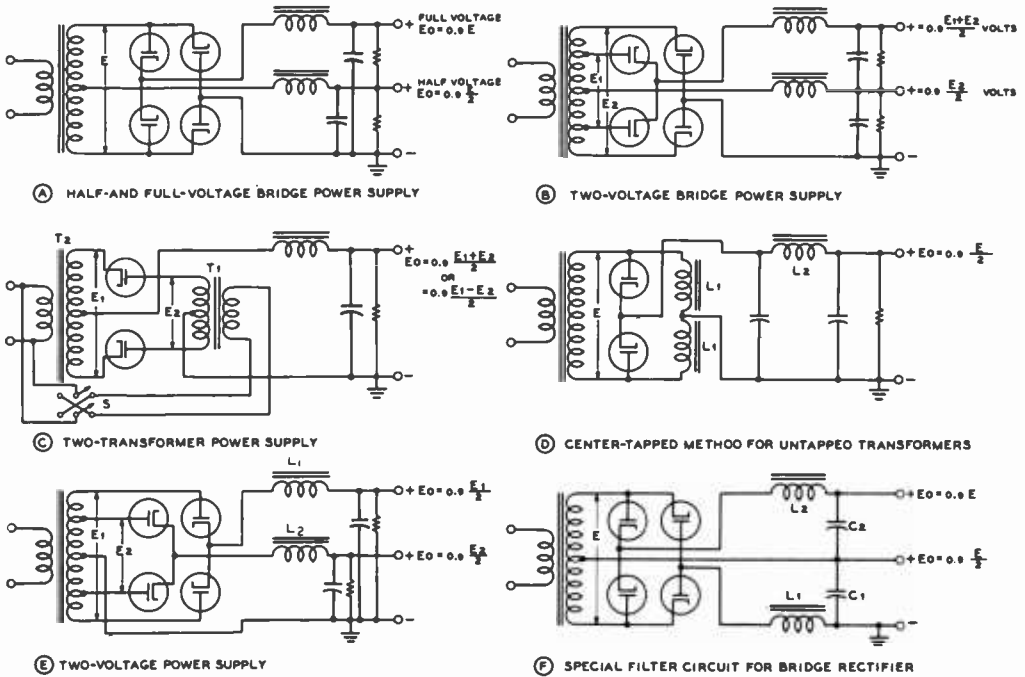 FULL VOLTAGE
+ E0=0.9 E
E
HALF VOLTAGE
+ E0=0.9 E/2
−
Ⓐ HALF-AND FULL-VOLTAGE BRIDGE POWER SUPPLY
+=0.9 E1+E2/2 VOLTS
E1
E2
+=0.9 E2/2 VOLTS
−
Ⓑ TWO-VOLTAGE BRIDGE POWER SUPPLY
T2
+
T1
E0=0.9 E1+E2/2
OR
=0.9 E1-E2/2
E1
E2
−
S
Ⓒ TWO-TRANSFORMER POWER SUPPLY
+ E0=0.9 E/2
L2
L1
E
L1
−
Ⓓ CENTER-TAPPED METHOD FOR UNTAPPED TRANSFORMERS
L1
+ E0=0.9 E1/2
E1
E2
L2
+ E0=0.9 E2/2
−
Ⓔ TWO-VOLTAGE POWER SUPPLY
+ E0=0.9 E
L2
E
C2
+ E0=0.9 E/2
L1
C1
−
Ⓕ SPECIAL FILTER CIRCUIT FOR BRIDGE RECTIFIER